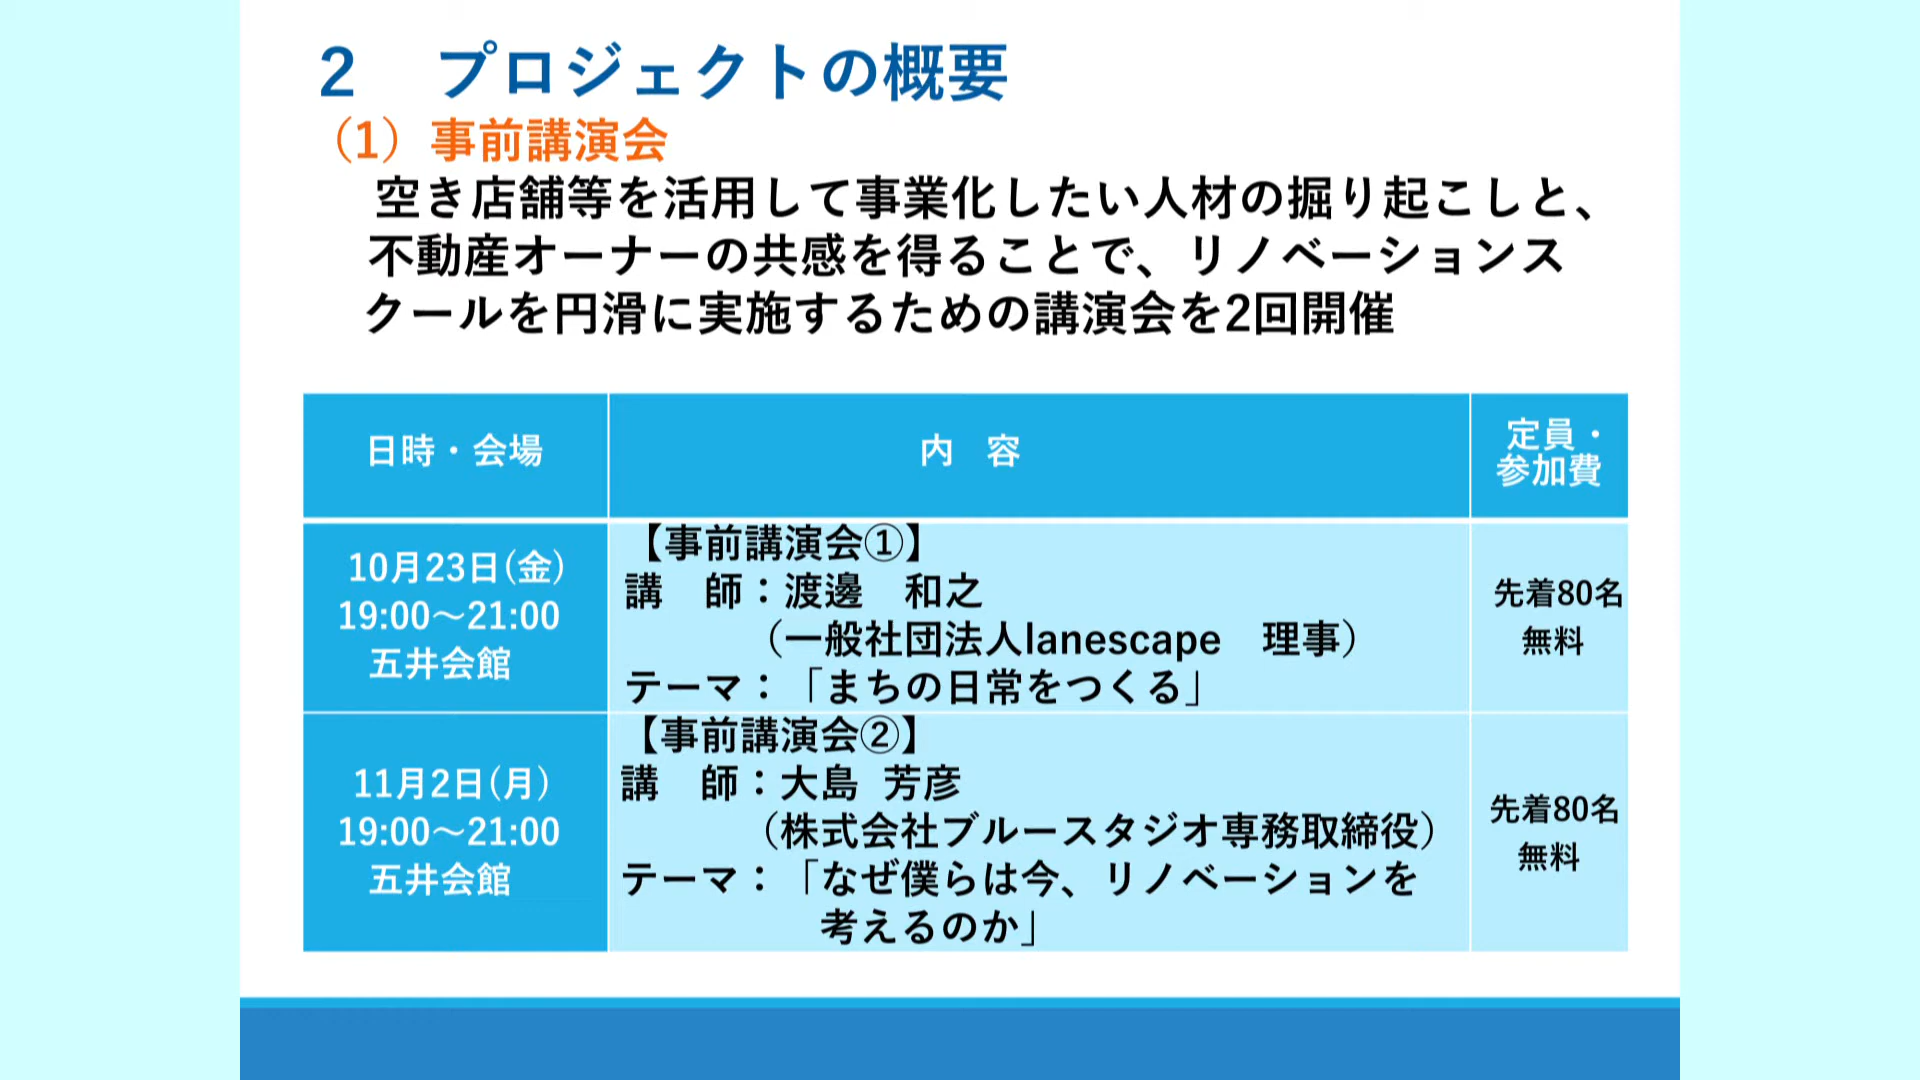 2　プロジェクトの概要
（1）事前講演会
空き店舗等を活用して事業化したい人材の掘り起こしと、
不動産オーナーの共感を得ることで、リノベーションス
クールを円滑に実施するための講演会を2回開催
日時・会場
内　容
定員・
参加費
10月23日(金)
19:00～21:00
五井会館
【事前講演会①】
講　師：渡邊　和之
（一般社団法人lanescape　理事）
テーマ：「まちの日常をつくる」
先着80名
無料
11月2日(月)
19:00～21:00
五井会館
【事前講演会②】
講　師：大島 芳彦
（株式会社ブルースタジオ専務取締役）
テーマ：「なぜ僕らは今、リノベーションを
考えるのか」
先着80名
無料